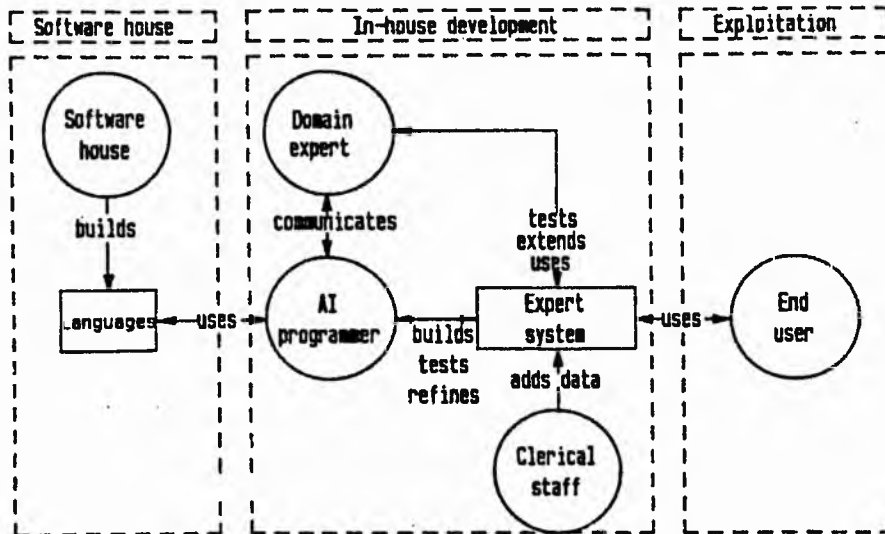 Software house
In-house development
Exploitation
Software
house
builds
Languages
uses
Domain
expert
communicates
AI
programmer
tests
extends
uses
builds
tests
refines
Expert
system
adds data
Clerical
staff
uses
End
user